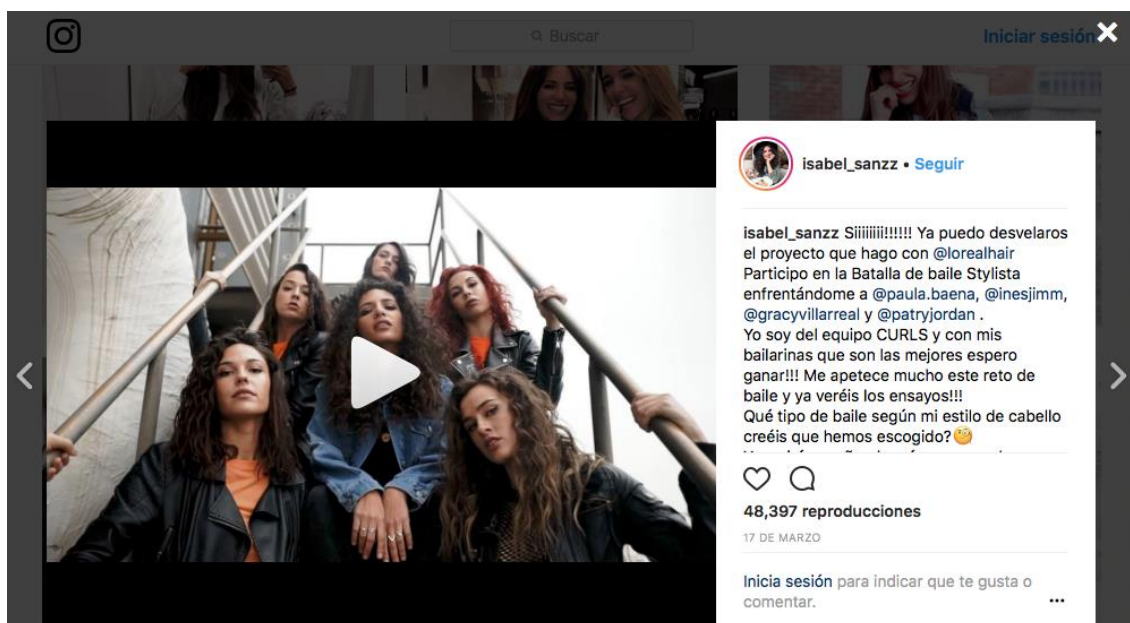 Buscar
Iniciar sesión
isabel_sanzz • Seguir
isabel_sanzz Siiiiiiii!!!!!! Ya puedo desvelaros
el proyecto que hago con @lorealhair
Participo en la Batalla de baile Stylista
enfrentándome a @paula.baena, @inesjimm,
@gracyvillarreal y @patryjordan .
Yo soy del equipo CURLS y con mis
bailarinas que son las mejores espero
ganar!!! Me apetece mucho este reto de
baile y ya veréis los ensayos!!!
Qué tipo de baile según mi estilo de cabello
creéis que hemos escogido?🧐
48,397 reproducciones
17 DE MARZO
Inicia sesión para indicar que te gusta o
comentar.